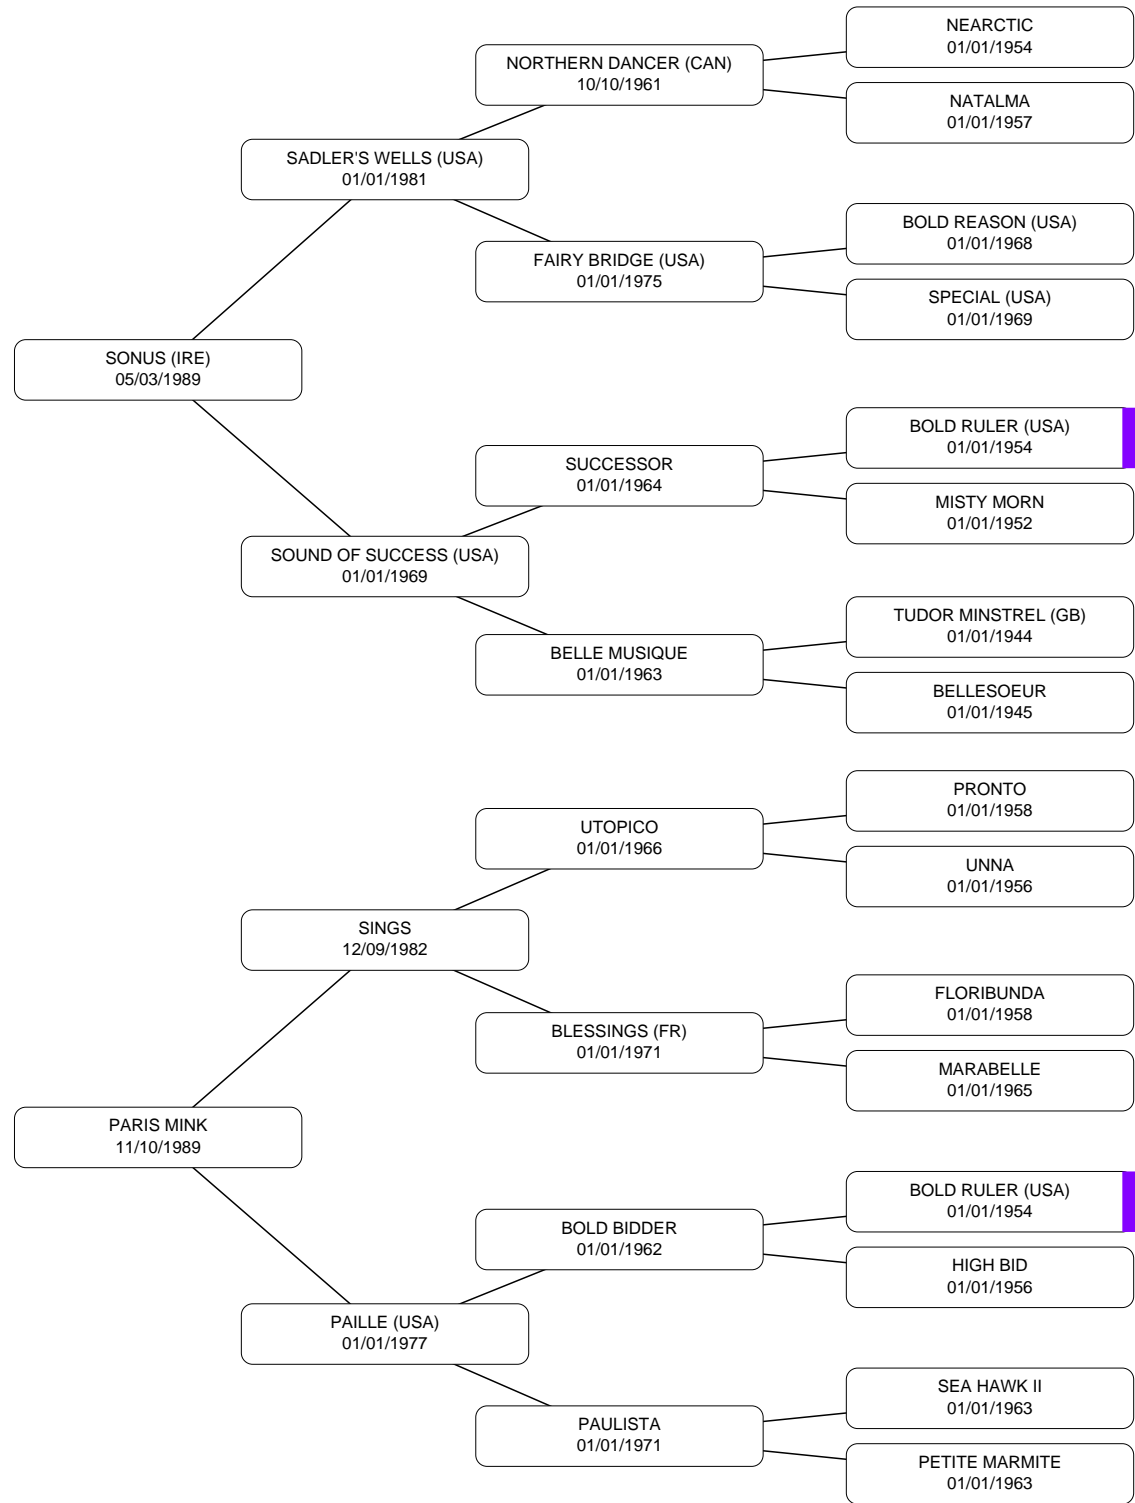 NEARCTIC
01/01/1954
NORTHERN DANCER (CAN)
10/10/1961
NATALMA
01/01/1957
SADLER'S WELLS (USA)
01/01/1981
BOLD REASON (USA)
01/01/1968
FAIRY BRIDGE (USA)
01/01/1975
SPECIAL (USA)
01/01/1969
SONUS (IRE)
05/03/1989
BOLD RULER (USA)
01/01/1954
SUCCESSOR
01/01/1964
MISTY MORN
01/01/1952
SOUND OF SUCCESS (USA)
01/01/1969
TUDOR MINSTREL (GB)
01/01/1944
BELLE MUSIQUE
01/01/1963
BELLESOEUR
01/01/1945
PRONTO
01/01/1958
UTOPICO
01/01/1966
UNNA
01/01/1956
SINGS
12/09/1982
FLORIBUNDA
01/01/1958
BLESSINGS (FR)
01/01/1971
MARABELLE
01/01/1965
PARIS MINK
11/10/1989
BOLD RULER (USA)
01/01/1954
BOLD BIDDER
01/01/1962
HIGH BID
01/01/1956
PAILLE (USA)
01/01/1977
SEA HAWK II
01/01/1963
PAULISTA
01/01/1971
PETITE MARMITE
01/01/1963